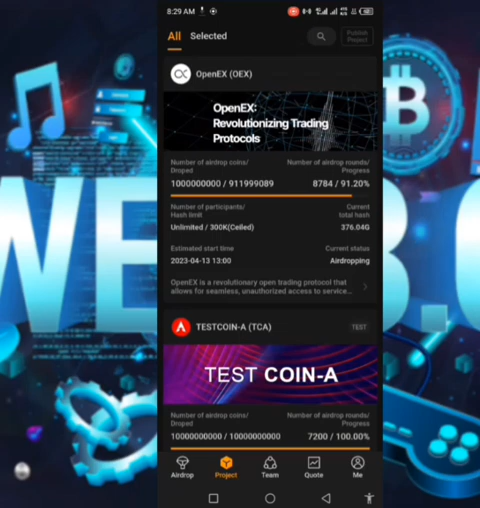 8:29 AM
All
Selected
Publish
Project
OpenEX (OEX)
OpenEX:
Revolutionizing Trading
Protocols
Number of airdrop coins/
Droped
Number of airdrop rounds/
Progress
1000000000 / 911999089
8784 / 91.20%
Number of participants/
Hash limit
Current
total hash
Unlimited / 300K(Ceiled)
376.04G
Estimated start time
Current status
2023-04-13 13:00
Airdropping
OpenEX is a revolutionary open trading protocol that
allows for seamless, unauthorized access to service...
TESTCOIN-A (TCA)
TEST
TEST COIN-A
Number of airdrop coins/
Droped
Number of airdrop rounds/
Progress
10000000000 / 10000000000
7200 / 100.00%
Airdrop
Project
Team
Quote
Me